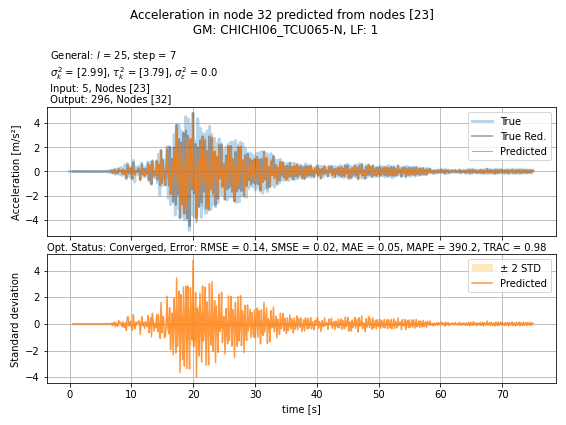 Acceleration in node 32 predicted from nodes [23]
GM: CHICHI06_TCU065-N, LF: 1
General: l = 25, step = 7
σ²ₖ = [2.99], τ²ₖ = [3.79], σ²ε = 0.0
Input: 5, Nodes [23]
Output: 296, Nodes [32]
Acceleration [m/s²]
4
2
0
−2
−4
True
True Red.
Predicted
Opt. Status: Converged, Error: RMSE = 0.14, SMSE = 0.02, MAE = 0.05, MAPE = 390.2, TRAC = 0.98
Standard deviation
4
2
0
−2
−4
± 2 STD
Predicted
0 10 20 30 40 50 60 70
time [s]